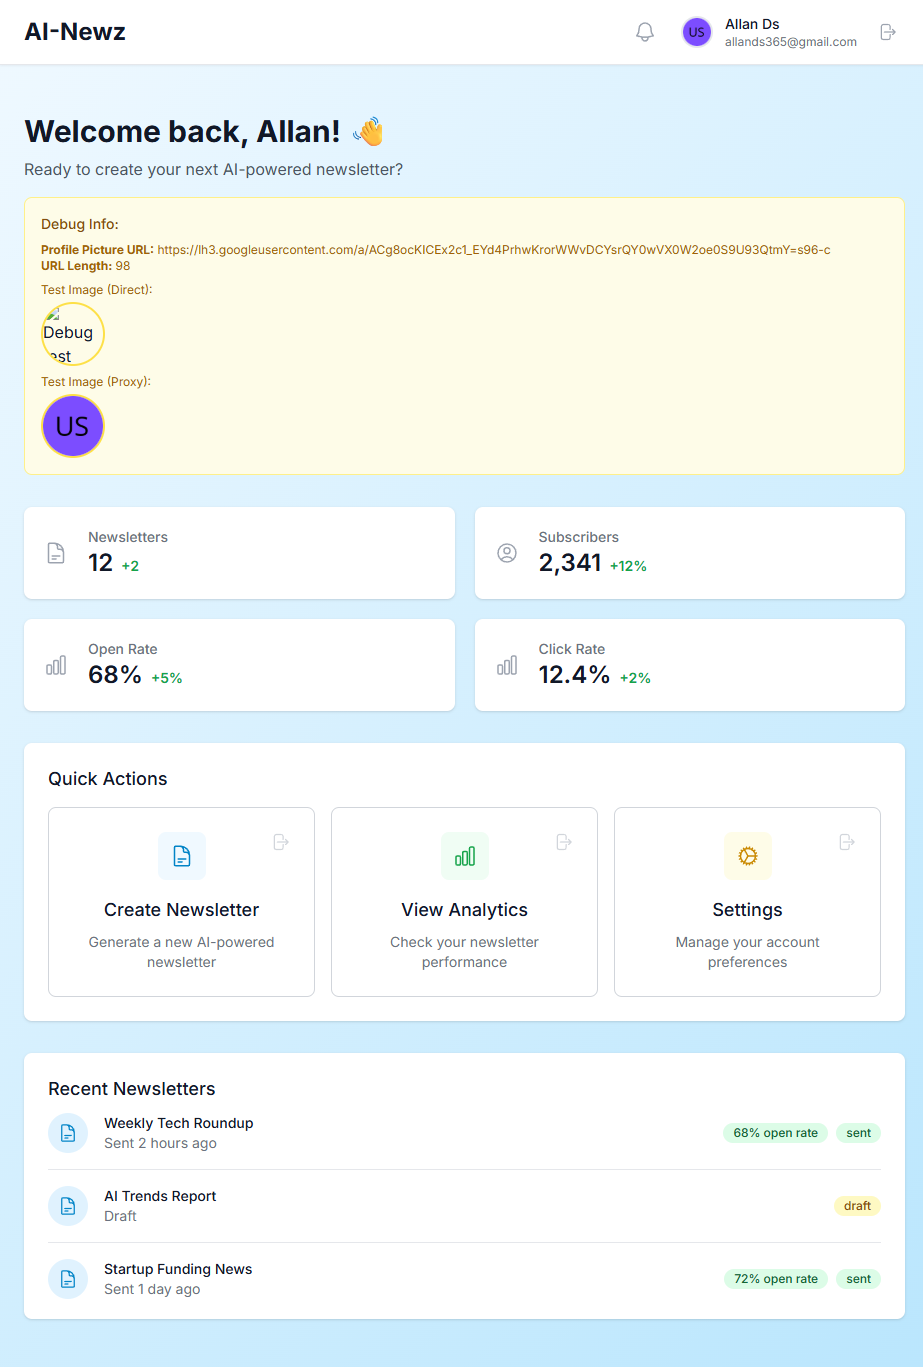 AI-Newz
US
Allan Ds
allands365@gmail.com
Welcome back, Allan! 👋
Ready to create your next AI-powered newsletter?
Debug Info:
Profile Picture URL: https://lh3.googleusercontent.com/a/ACg8ocKICEx2c1_EYd4PrhwKrorWWvDCYsrQY0wVX0W2oe0S9U93QtmY=s96-c
URL Length: 98
Test Image (Direct):
Debug
est
Test Image (Proxy):
US
Newsletters
12 +2
Subscribers
2,341 +12%
Open Rate
68% +5%
Click Rate
12.4% +2%
Quick Actions
Create Newsletter
Generate a new AI-powered
newsletter
View Analytics
Check your newsletter
performance
Settings
Manage your account
preferences
Recent Newsletters
Weekly Tech Roundup
Sent 2 hours ago
68% open rate sent
AI Trends Report
Draft
draft
Startup Funding News
Sent 1 day ago
72% open rate sent